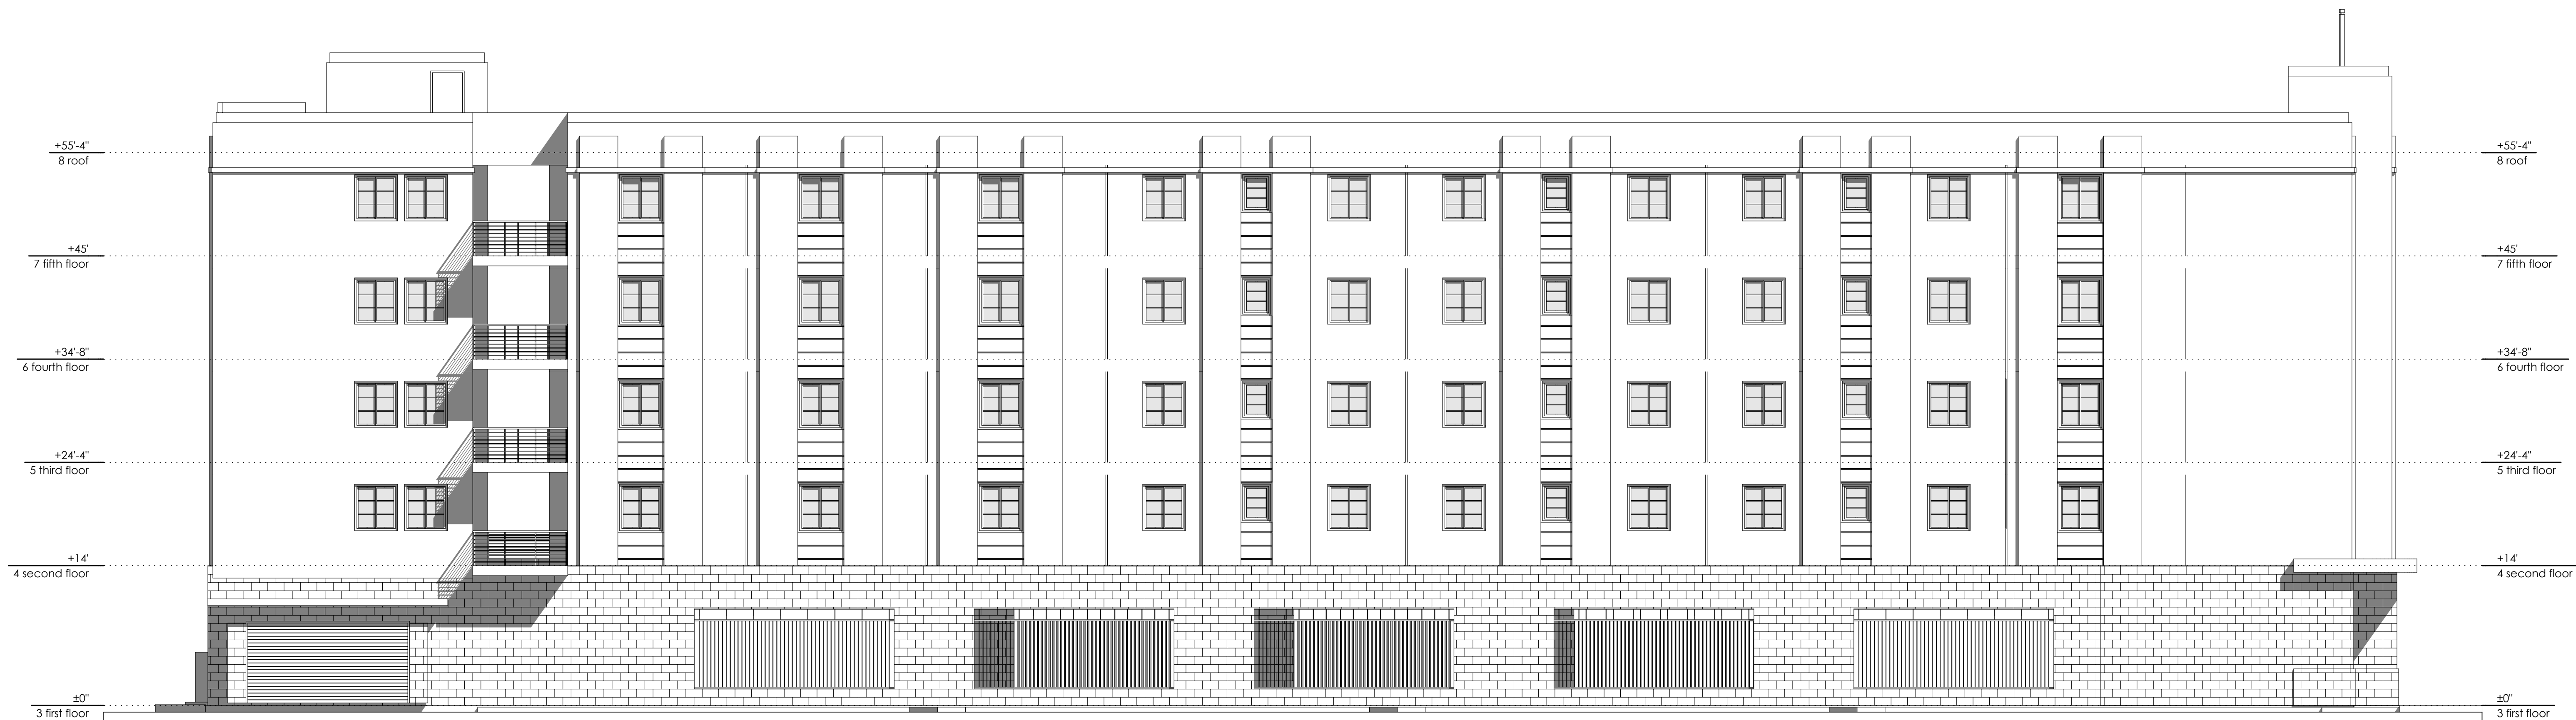 +55'-4"
8 roof
+55'-4"
8 roof
+45'
7 fifth floor
+45'
7 fifth floor
+34'-8"
6 fourth floor
+34'-8"
6 fourth floor
+24'-4"
5 third floor
+24'-4"
5 third floor
+14'
4 second floor
+14'
4 second floor
±0"
3 first floor
±0"
3 first floor